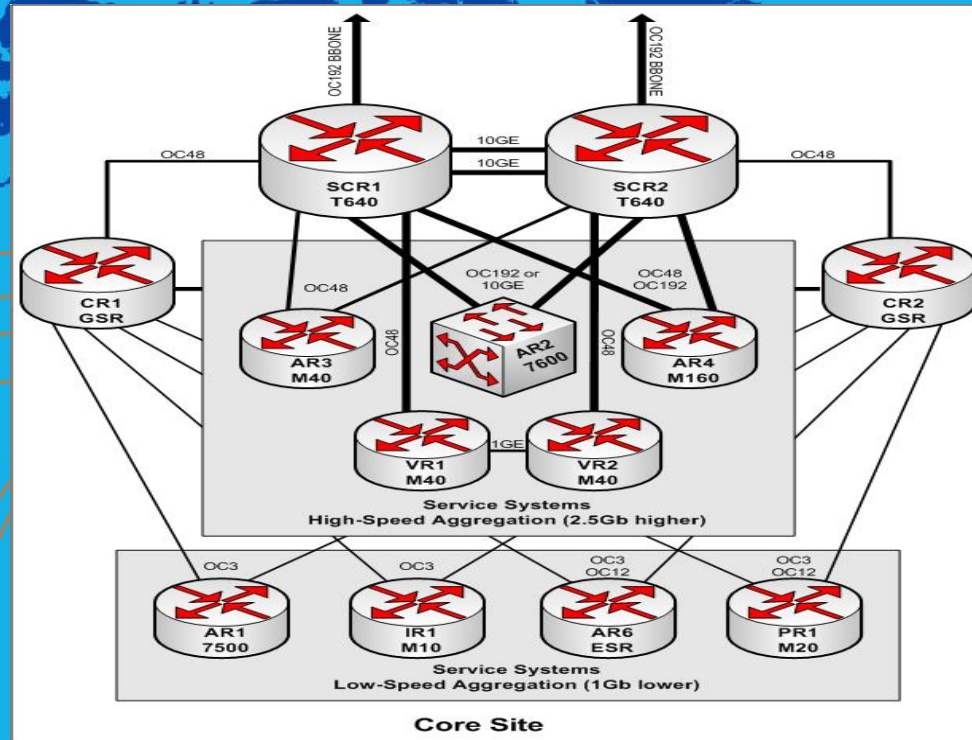 OC192 BBONE
OC192 BBONE
10GE
10GE
OC48
OC48
SCR1
T640
SCR2
T640
CR1
GSR
CR2
GSR
OC48
OC192 or
10GE
OC48
OC192
OC48
OC48
AR3
M40
AR2
7600
AR4
M160
VR1
M40
1GE
VR2
M40
Service Systems
High-Speed Aggregation (2.5Gb higher)
OC3
OC3
OC3
OC12
OC3
OC12
AR1
7500
IR1
M10
AR6
ESR
PR1
M20
Service Systems
Low-Speed Aggregation (1Gb lower)
Core Site